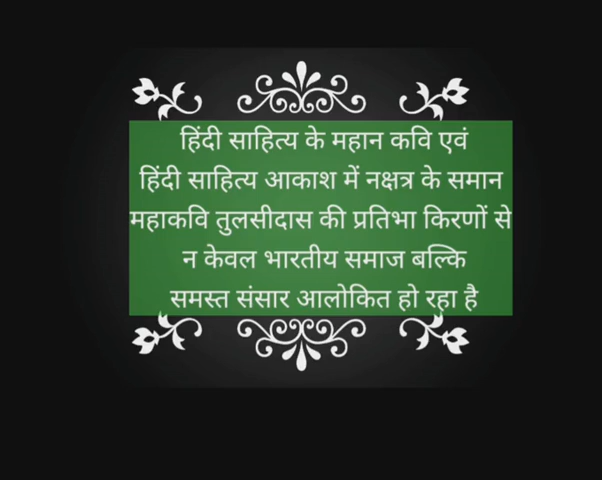 हिंदी साहित्य के महान कवि एवं
हिंदी साहित्य आकाश में नक्षत्र के समान
महाकवि तुलसीदास की प्रतिभा किरणों से
न केवल भारतीय समाज बल्कि
समस्त संसार आलोकित हो रहा है